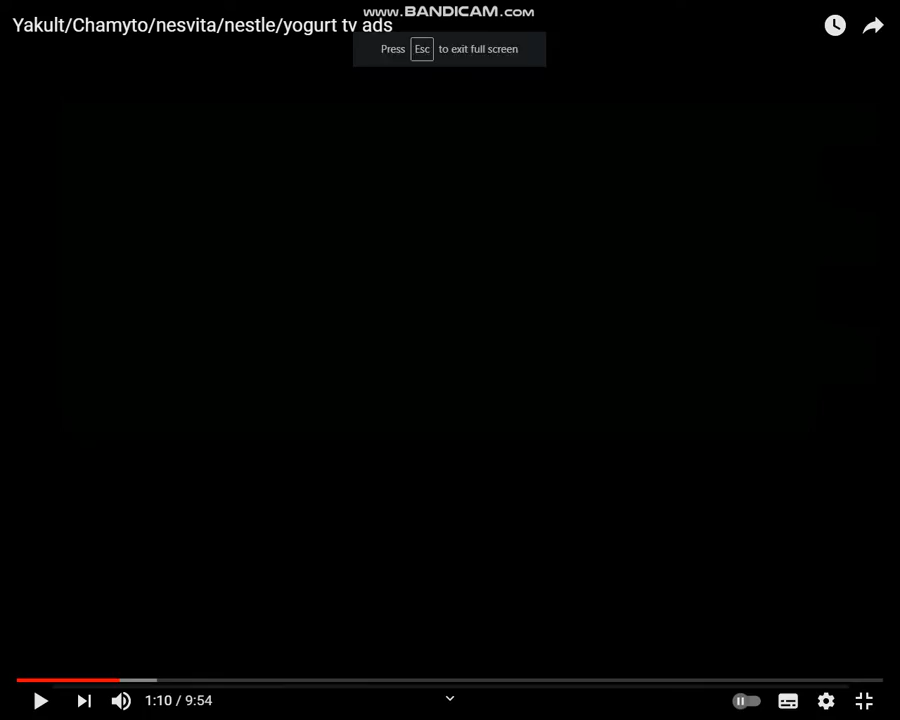 www.BANDICAM.com
Yakult/Chamyto/nesvita/nestle/yogurt tv ads
Press Esc to exit full screen
1:10 / 9:54